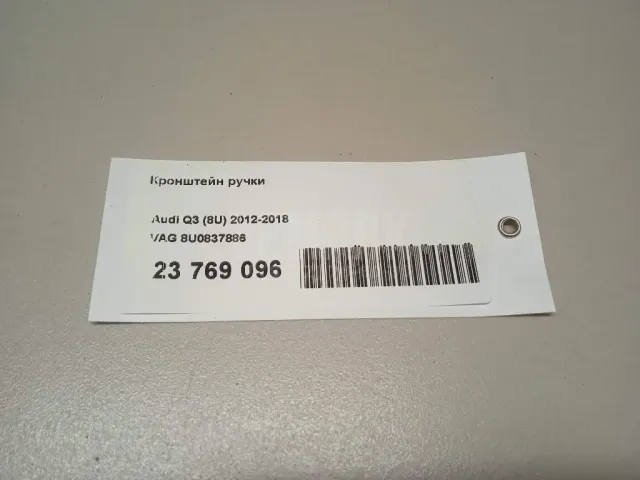 Кронштейн ручки
Audi Q3 (8U) 2012-2018
VAG 8U0837886
23 769 096